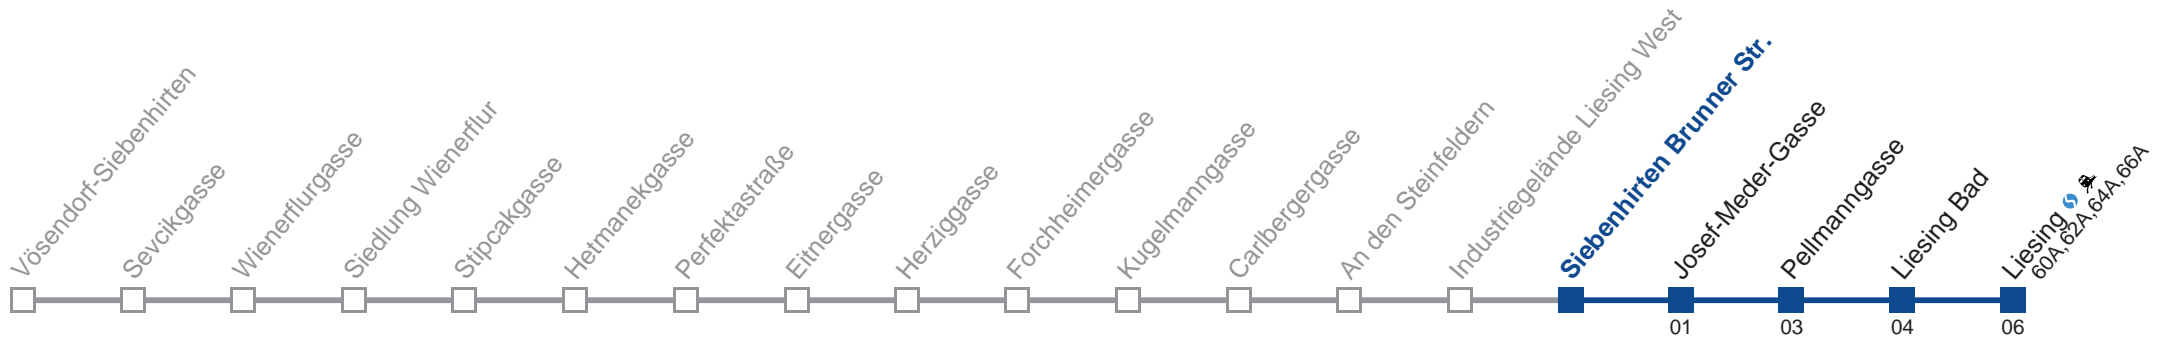 Vösendorf-Siebenhirten
Sevcikgasse
Wienerflurgasse
Siedlung Wienerflur
Stipcakgasse
Hetmanekgasse
Perfektastraße
Eitnergasse
Herziggasse
Forchheimergasse
Kugelmanngasse
Carlbergergasse
An den Steinfeldern
Industriegelände Liesing West
Siebenhirten Brunner Str.
Josef-Meder-Gasse
Pellmanngasse
Liesing Bad
Liesing
60A,62A,64A,66A
01
03
04
06